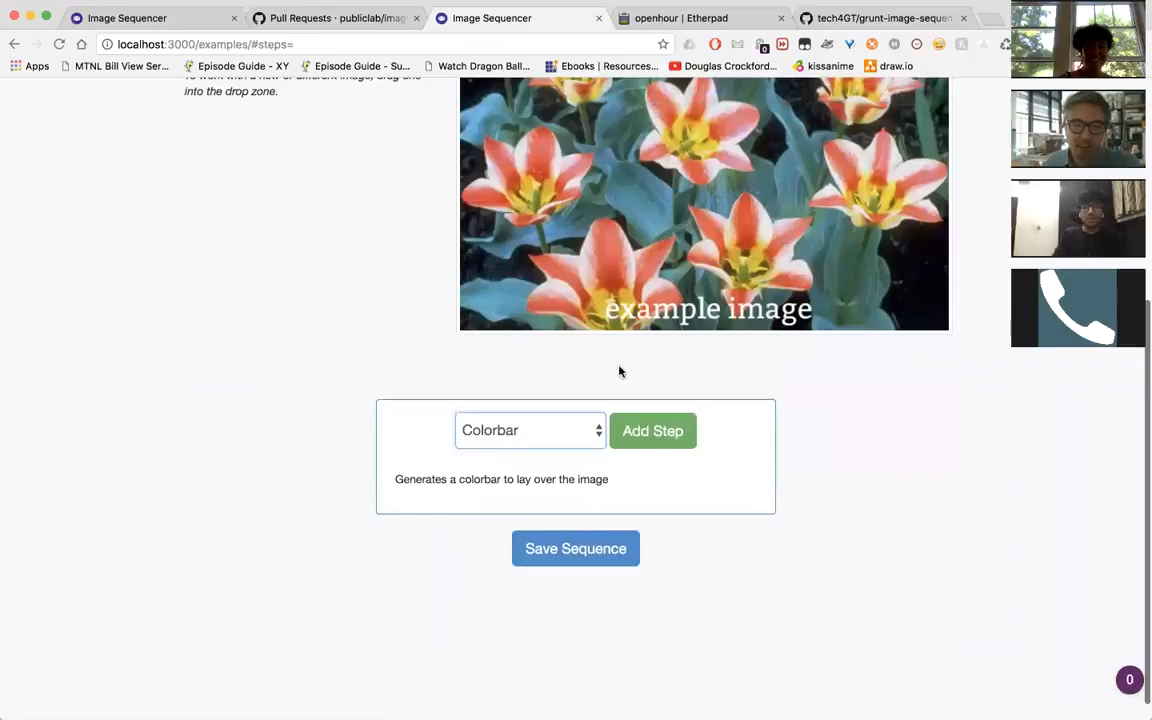 Image Sequencer
Pull Requests · publiclab/imag
Image Sequencer
openhour | Etherpad
tech4GT/grunt-image-sequen
localhost:3000/examples/#steps=
0
Apps
MTNL Bill View Ser...
Episode Guide - XY
Episode Guide - Su...
Watch Dragon Ball...
Ebooks | Resources...
Douglas Crockford...
kissanime
draw.io
into the drop zone.
example image
Colorbar
Add Step
Generates a colorbar to lay over the image
Save Sequence
0